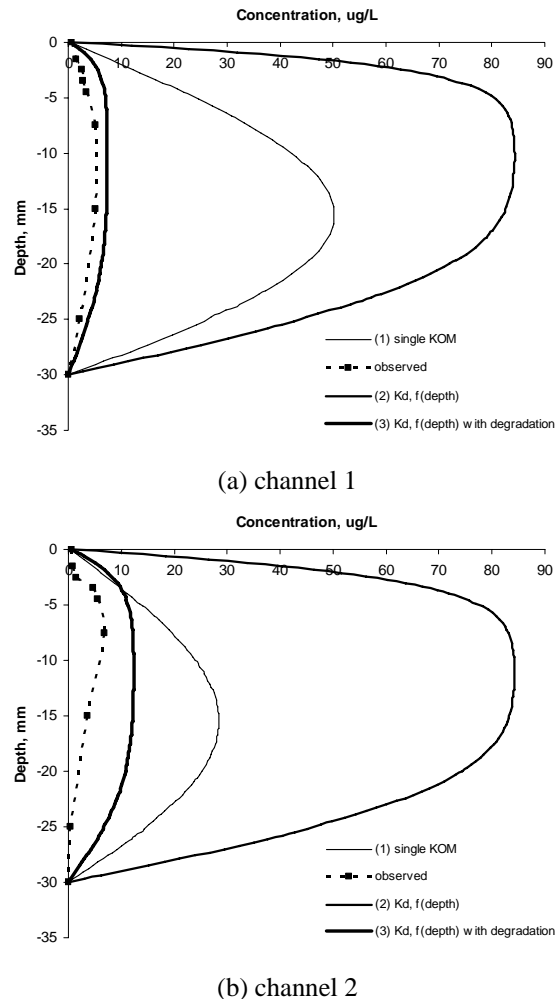 Concentration, ug/L
0 10 20 30 40 50 60 70 80 90
0
-5
-10
-15
-20
-25
-30
-35
Depth, mm
(1) single KOM
observed
(2) Kd, f(depth)
(3) Kd, f(depth) with degradation
(a) channel 1
Concentration, ug/L
0 10 20 30 40 50 60 70 80 90
0
-5
-10
-15
-20
-25
-30
-35
Depth, mm
(1) single KOM
observed
(2) Kd, f(depth)
(3) Kd, f(depth) with degradation
(b) channel 2